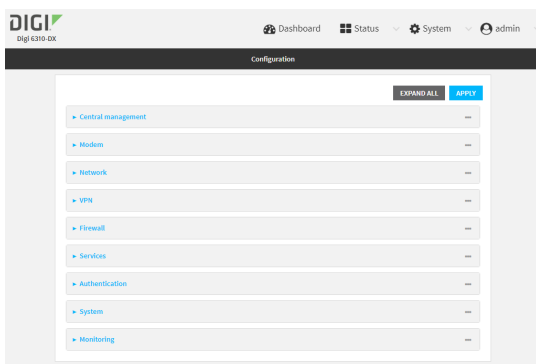 DIGI
Digi 6310-DX
Dashboard Status System admin
Configuration
EXPAND ALL APPLY
Central management
Modem
Network
VPN
Firewall
Services
Authentication
System
Monitoring